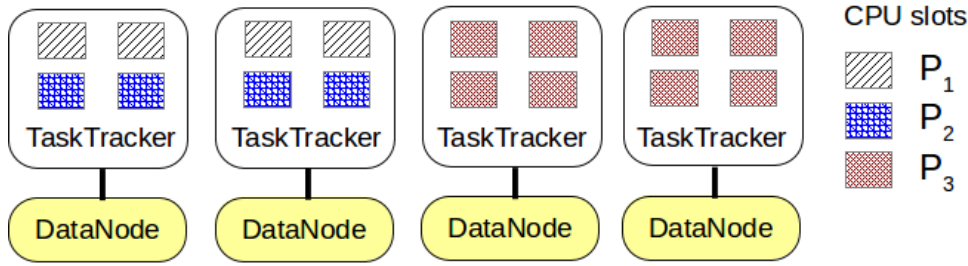 CPU slots
P1
P2
P3
TaskTracker TaskTracker TaskTracker TaskTracker
DataNode DataNode DataNode DataNode